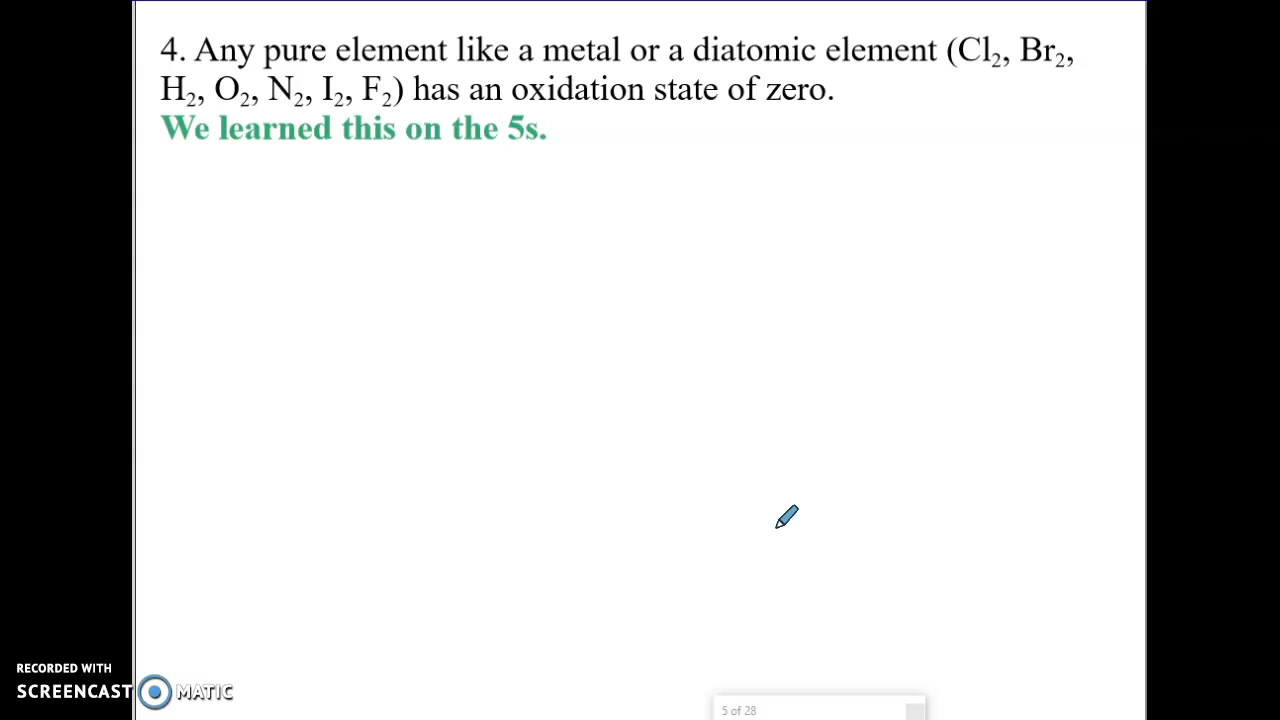 4. Any pure element like a metal or a diatomic element (Cl₂, Br₂,
H₂, O₂, N₂, I₂, F₂) has an oxidation state of zero.
We learned this on the 5s.
RECORDED WITH
SCREENCAST MATIC
5 of 28